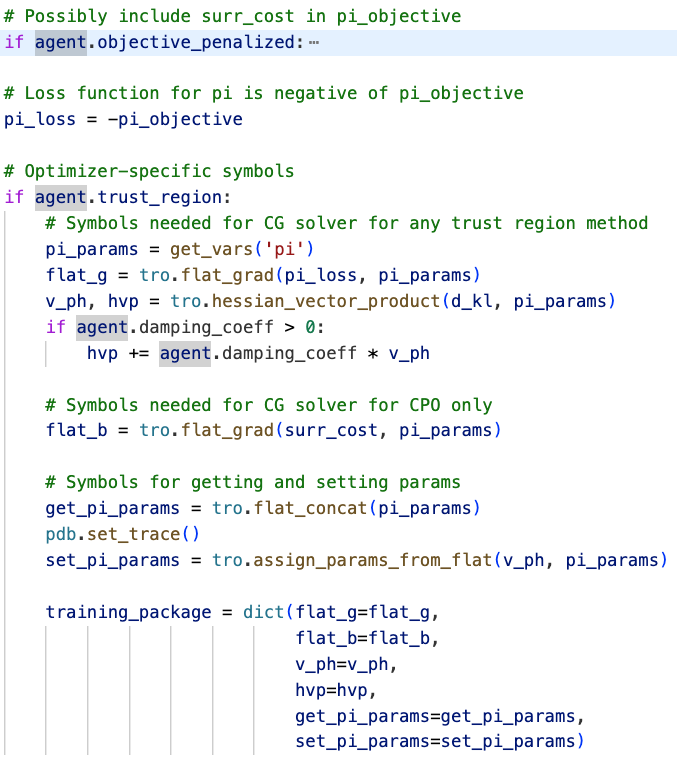 # Possibly include surr_cost in pi_objective
if agent.objective_penalized:⋯
# Loss function for pi is negative of pi_objective
pi_loss = -pi_objective
# Optimizer-specific symbols
if agent.trust_region:
    # Symbols needed for CG solver for any trust region method
    pi_params = get_vars('pi')
    flat_g = tro.flat_grad(pi_loss, pi_params)
    v_ph, hvp = tro.hessian_vector_product(d_kl, pi_params)
    if agent.damping_coeff > 0:
        hvp += agent.damping_coeff * v_ph
    # Symbols needed for CG solver for CPO only
    flat_b = tro.flat_grad(surr_cost, pi_params)
    # Symbols for getting and setting params
    get_pi_params = tro.flat_concat(pi_params)
    pdb.set_trace()
    set_pi_params = tro.assign_params_from_flat(v_ph, pi_params)
    training_package = dict(flat_g=flat_g,
                            flat_b=flat_b,
                            v_ph=v_ph,
                            hvp=hvp,
                            get_pi_params=get_pi_params,
                            set_pi_params=set_pi_params)